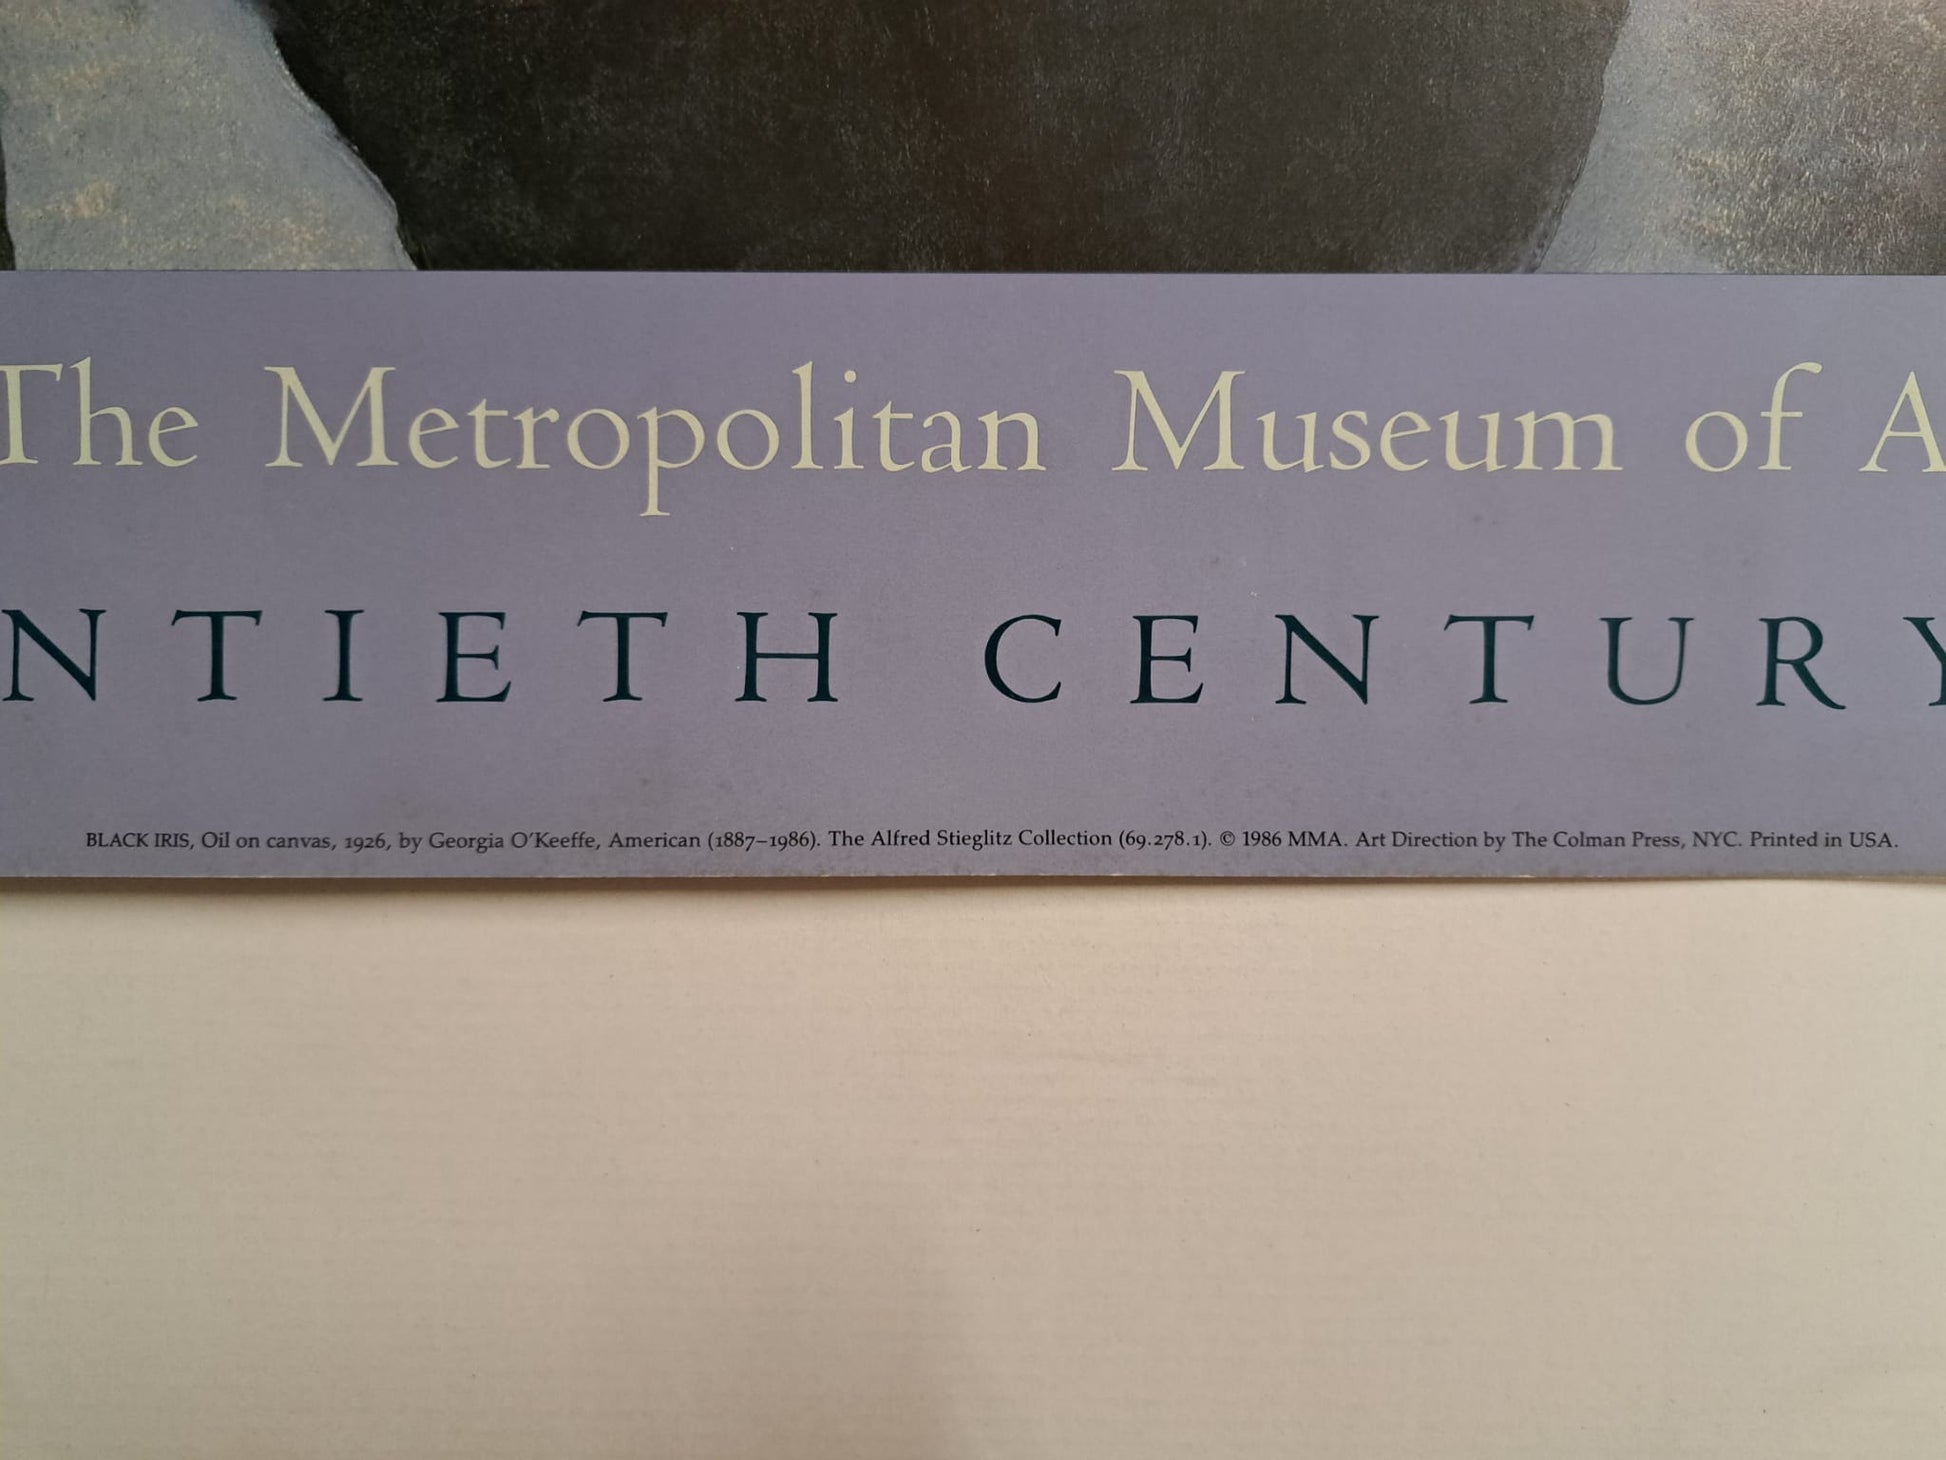 The Metropolitan Museum of A
NTIETH CENTURY
BLACK IRIS, Oil on canvas, 1926, by Georgia O'Keeffe, American (1887–1986). The Alfred Stieglitz Collection (69.278.1). © 1986 MMA. Art Direction by The Colman Press, NYC. Printed in USA.